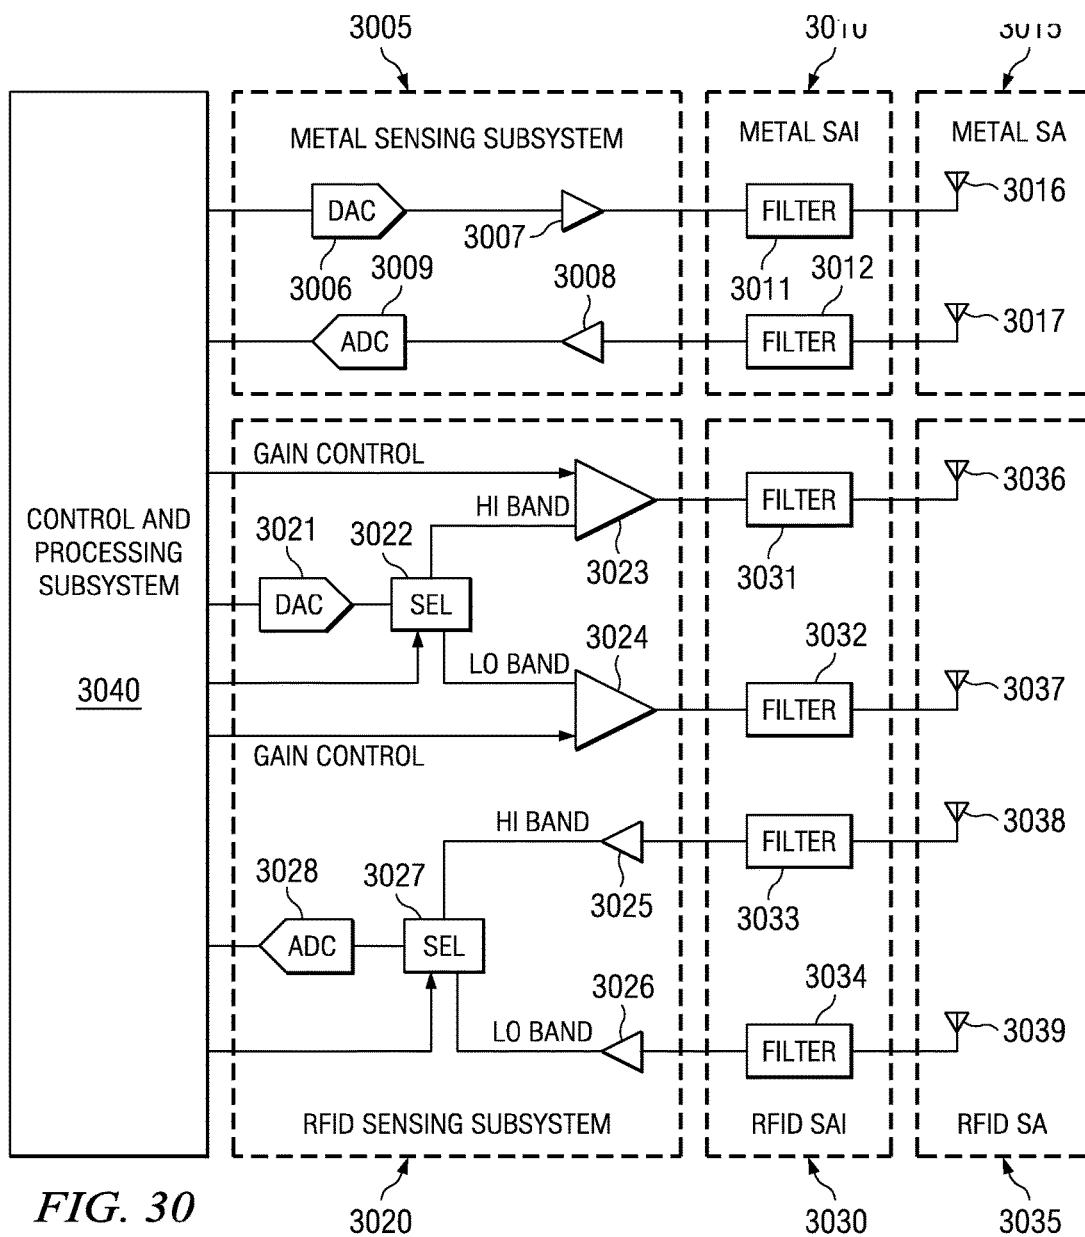 3005
3010
3015
METAL SENSING SUBSYSTEM
METAL SAI
METAL SA
DAC
3006
3007
FILTER
3011
3016
3009
ADC
3008
3012
FILTER
3017
GAIN CONTROL
HI BAND
3023
FILTER
3031
3036
CONTROL AND
PROCESSING
SUBSYSTEM
3040
3021
DAC
3022
SEL
LO BAND
3024
3032
FILTER
3037
GAIN CONTROL
HI BAND
3025
FILTER
3033
3038
3028
ADC
3027
SEL
LO BAND
3026
3034
FILTER
3039
RFID SENSING SUBSYSTEM
RFID SAI
RFID SA
FIG. 30
3020
3030
3035